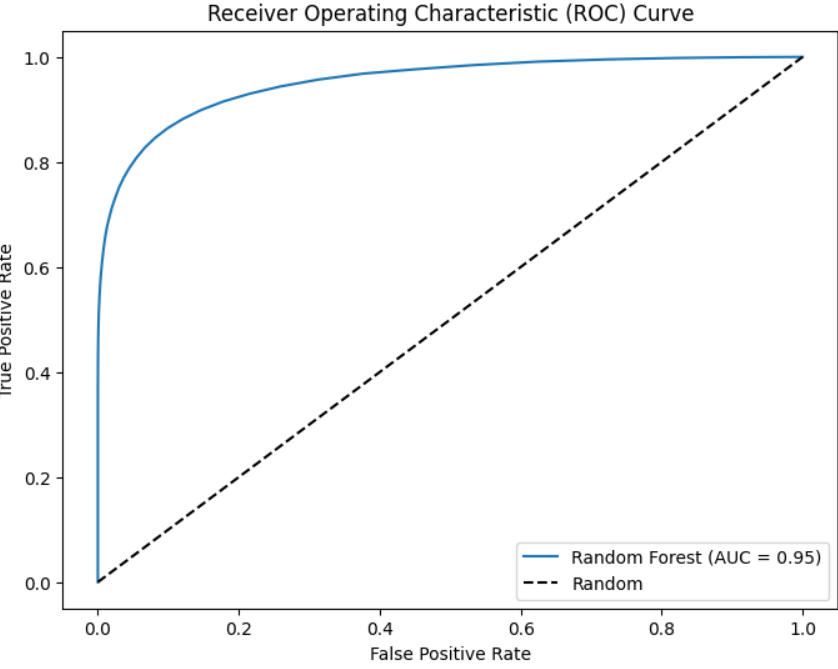 Receiver Operating Characteristic (ROC) Curve
1.0
0.8
0.6
0.4
0.2
0.0
True Positive Rate
0.0 0.2 0.4 0.6 0.8 1.0
False Positive Rate
Random Forest (AUC = 0.95)
Random